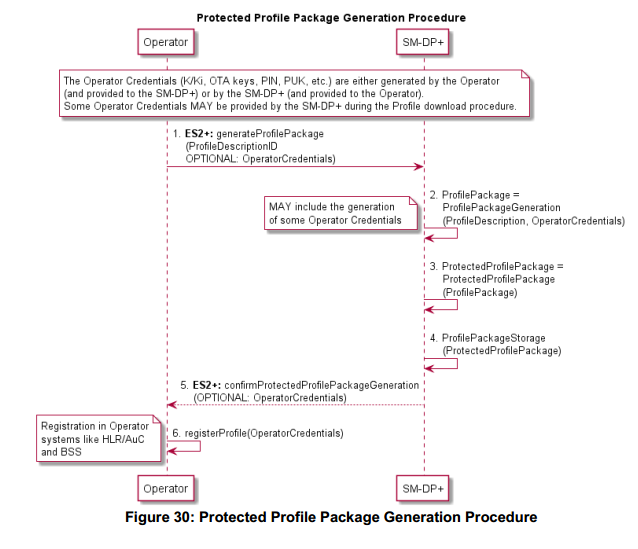 Protected Profile Package Generation Procedure
Operator
SM-DP+
The Operator Credentials (K/Ki, OTA keys, PIN, PUK, etc.) are either generated by the Operator
(and provided to the SM-DP+) or by the SM-DP+ (and provided to the Operator).
Some Operator Credentials MAY be provided by the SM-DP+ during the Profile download procedure.
1. ES2+: generateProfilePackage
(ProfileDescriptionID
OPTIONAL: OperatorCredentials)
MAY include the generation
of some Operator Credentials
2. ProfilePackage =
ProfilePackageGeneration
(ProfileDescription, OperatorCredentials)
3. ProtectedProfilePackage =
ProtectedProfilePackage
(ProfilePackage)
4. ProfilePackageStorage
(ProtectedProfilePackage)
5. ES2+: confirmProtectedProfilePackageGeneration
(OPTIONAL: OperatorCredentials)
Registration in Operator
systems like HLR/AuC
and BSS
6. registerProfile(OperatorCredentials)
Operator
SM-DP+
Figure 30: Protected Profile Package Generation Procedure